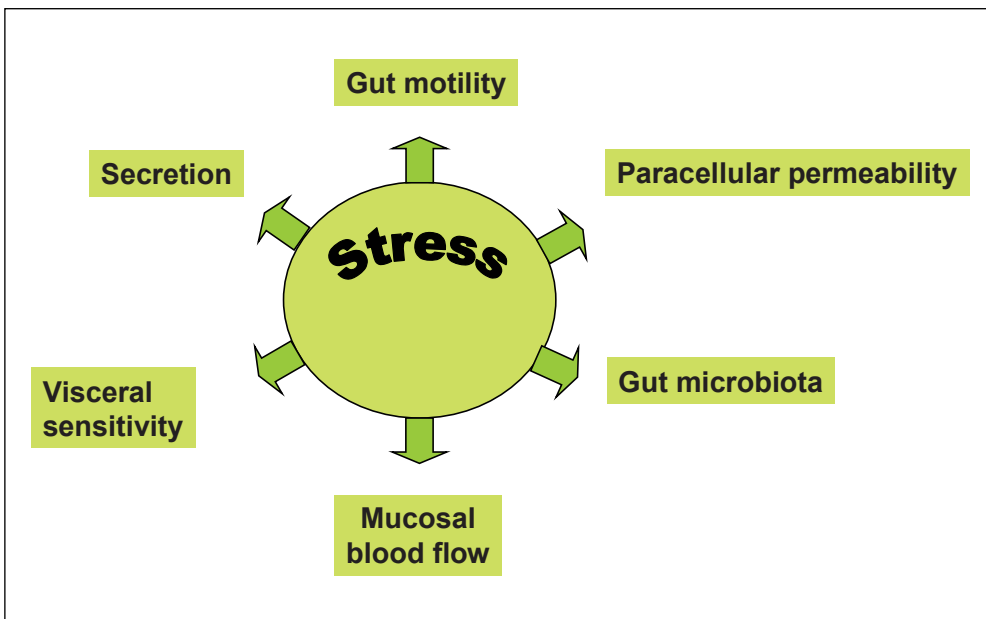 Gut motility
Secretion
Paracellular permeability
Stress
Visceral
sensitivity
Gut microbiota
Mucosal
blood flow